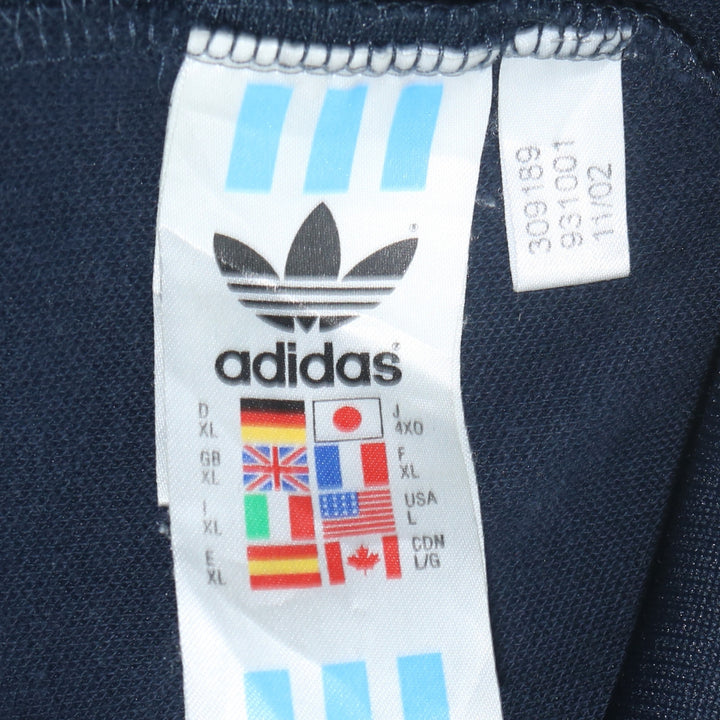 adidas
D
XL
J
4XO
GB
XL
F
XL
I
XL
USA
L
E
XL
CDN
L/G
309189
931001
11/02